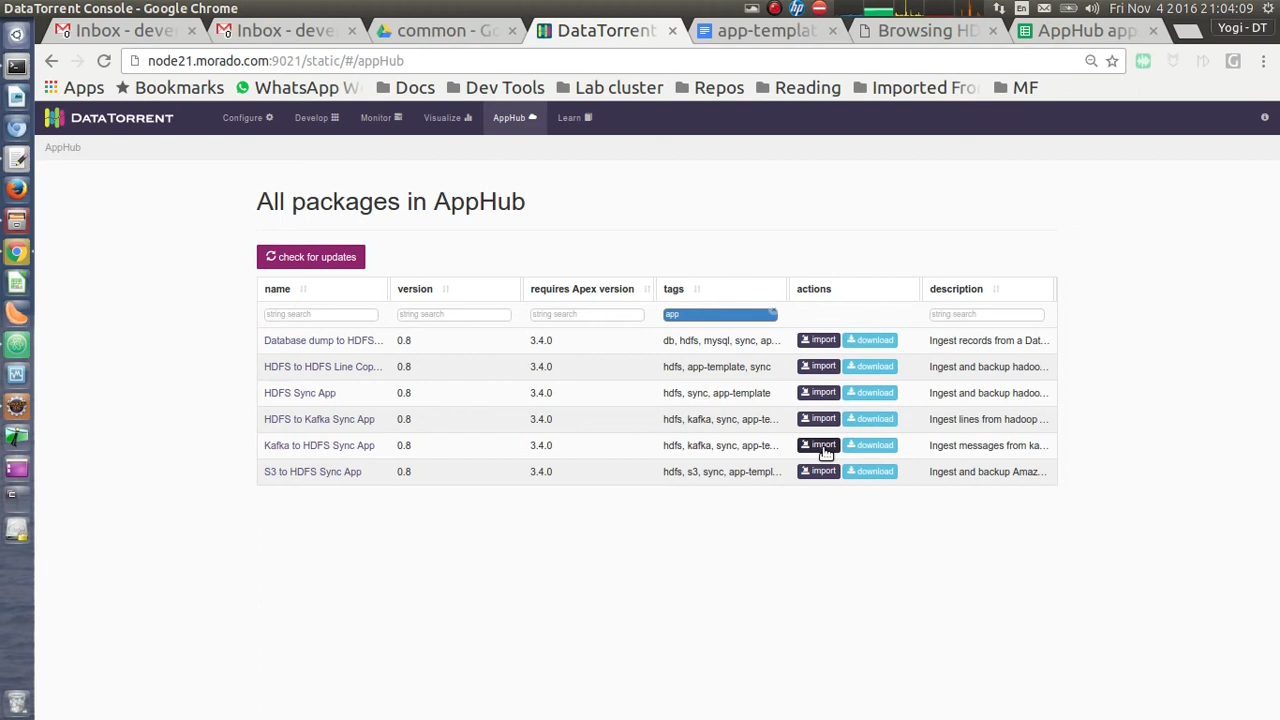 DataTorrent Console - Google Chrome
En
Fri Nov 4 2016 21:04:09
Inbox - deve
Inbox - deve
common - Go
DataTorrent
app-templat
Browsing HD
AppHub app
Yogi - DT
node21.morado.com:9021/static/#/appHub
Apps
Bookmarks
WhatsApp W
Docs
Dev Tools
Lab cluster
Repos
Reading
Imported Fro
MF
DATATORRENT
Configure
Develop
Monitor
Visualize
AppHub
Learn
AppHub
All packages in AppHub
check for updates
name
version
requires Apex version
tags
actions
description
string search
string search
string search
app
string search
Database dump to HDFS... 0.8 3.4.0 db, hdfs, mysql, sync, ap... import download Ingest records from a Dat...
HDFS to HDFS Line Cop... 0.8 3.4.0 hdfs, app-template, sync import download Ingest and backup hadoo...
HDFS Sync App 0.8 3.4.0 hdfs, sync, app-template import download Ingest and backup hadoo...
HDFS to Kafka Sync App 0.8 3.4.0 hdfs, kafka, sync, app-te... import download Ingest lines from hadoop ...
Kafka to HDFS Sync App 0.8 3.4.0 hdfs, kafka, sync, app-te... import download Ingest messages from ka...
S3 to HDFS Sync App 0.8 3.4.0 hdfs, s3, sync, app-templ... import download Ingest and backup Amaz...